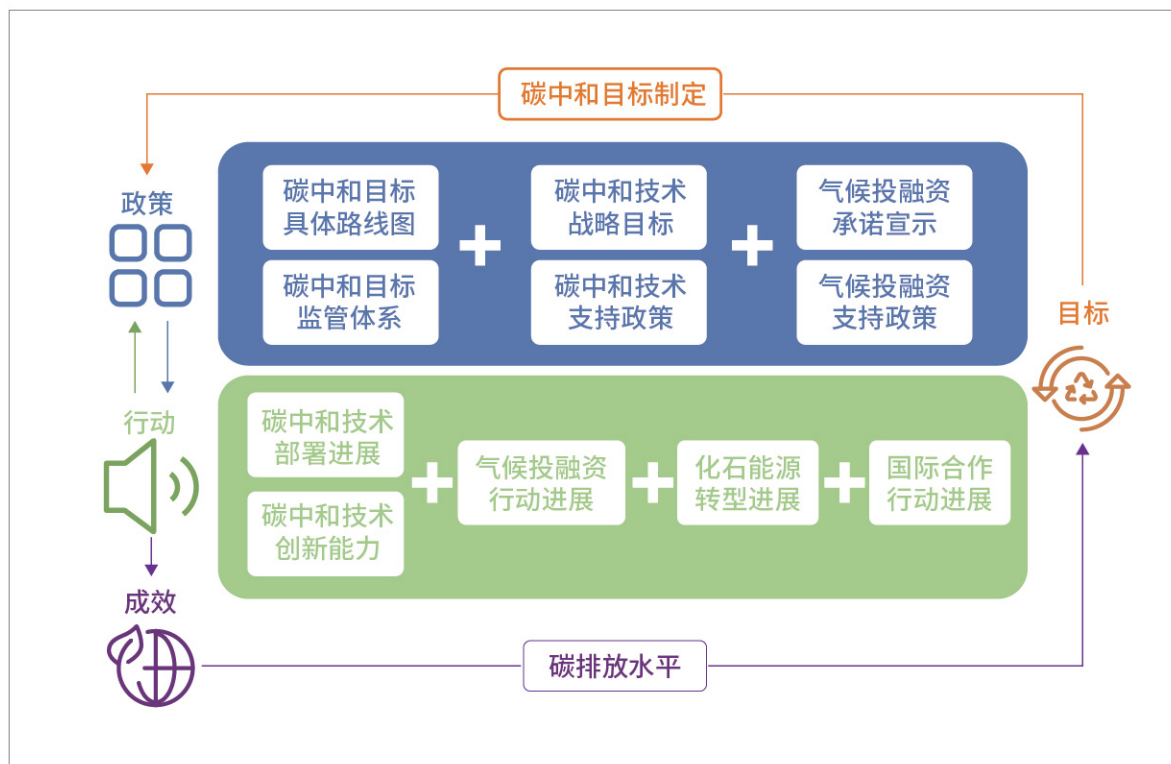 碳中和目标制定
政策
碳中和目标
具体路线图
碳中和技术
战略目标
气候投融资
承诺宣示
碳中和目标
监管体系
碳中和技术
支持政策
气候投融资
支持政策
目标
行动
碳中和技术
部署进展
气候投融资
行动进展
化石能源
转型进展
国际合作
行动进展
碳中和技术
创新能力
成效
碳排放水平